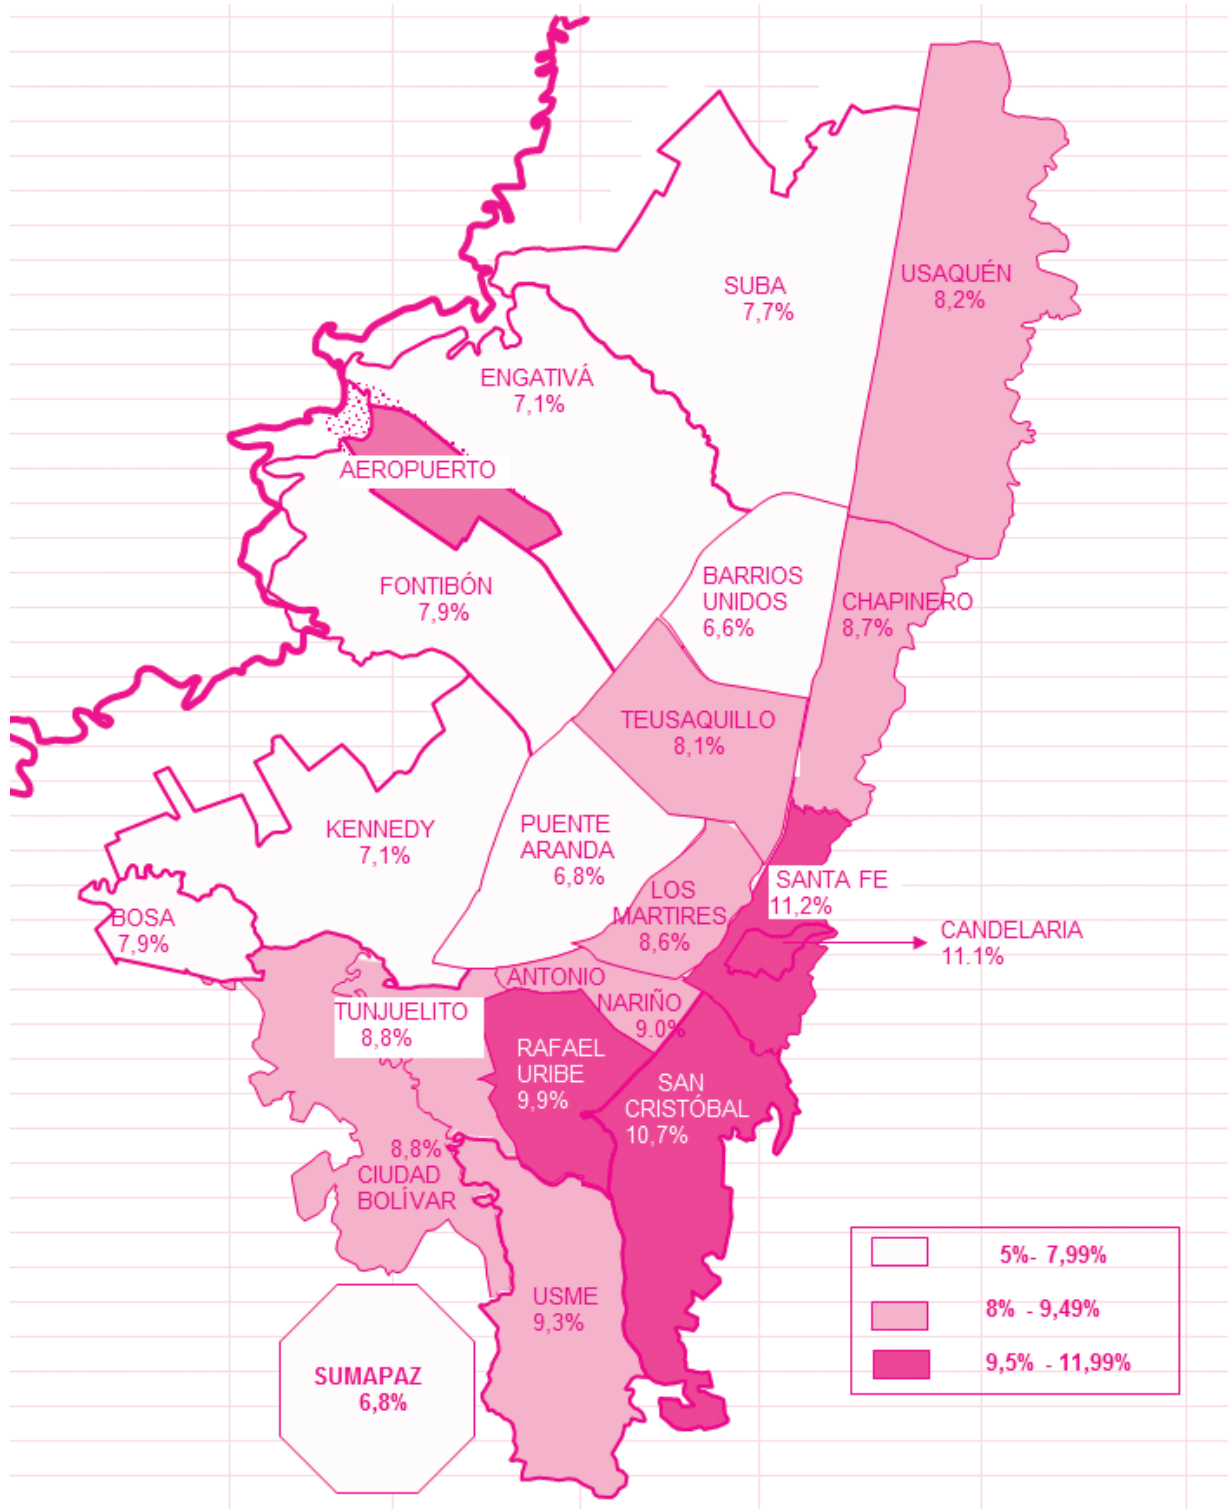 SUBA
7,7%
USAQUÉN
8,2%
ENGATIVÁ
7,1%
AEROPUERTO
FONTIBÓN
7,9%
BARRIOS
UNIDOS
6,6%
CHAPINERO
8,7%
TEUSAQUILLO
8,1%
KENNEDY
7,1%
PUENTE
ARANDA
6,8%
LOS
MARTIRES
8,6%
SANTA FE
11,2%
BOSA
7,9%
CANDELARIA
11.1%
ANTONIO
NARIÑO
9.0%
TUNJUELITO
8,8%
RAFAEL
URIBE
9,9%
SAN
CRISTÓBAL
10,7%
8,8%
CIUDAD
BOLÍVAR
USME
9,3%
SUMAPAZ
6,8%
5%- 7,99%
8% - 9,49%
9,5% - 11,99%